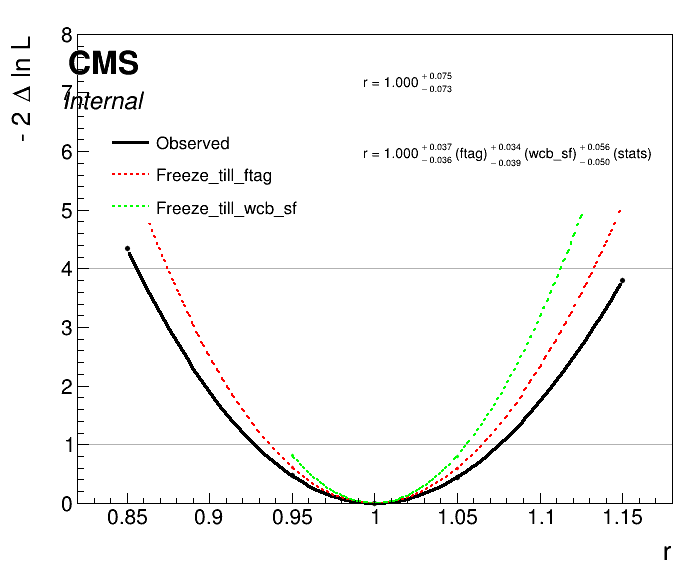 - 2 Δ ln L
8
CMS
7
Internal
r = 1.000 + 0.075 - 0.073
6
r = 1.000 + 0.037 - 0.036 (ftag) + 0.034 - 0.039 (wcb_sf) + 0.056 - 0.050 (stats)
Observed
Freeze_till_ftag
Freeze_till_wcb_sf
5
4
3
2
1
0
0.85 0.9 0.95 1 1.05 1.1 1.15
r